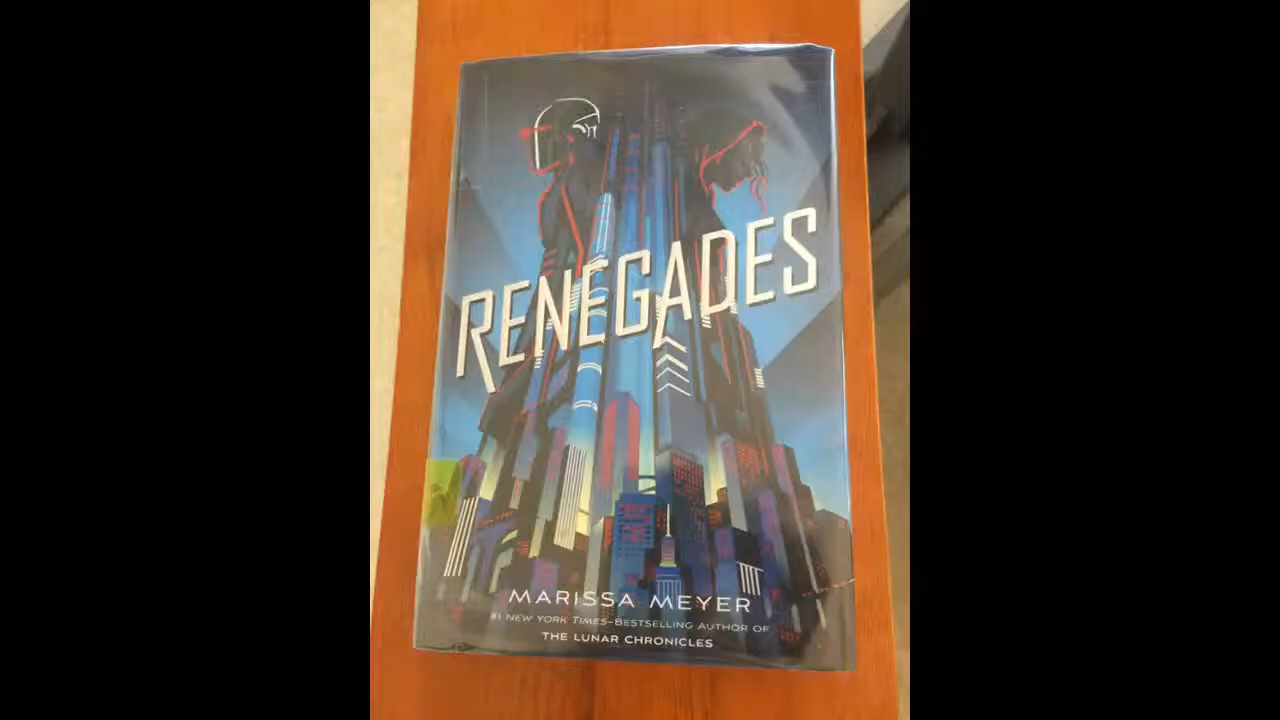 RENEGADES
MARISSA MEYER
#1 NEW YORK TIMES–BESTSELLING AUTHOR OF
THE LUNAR CHRONICLES